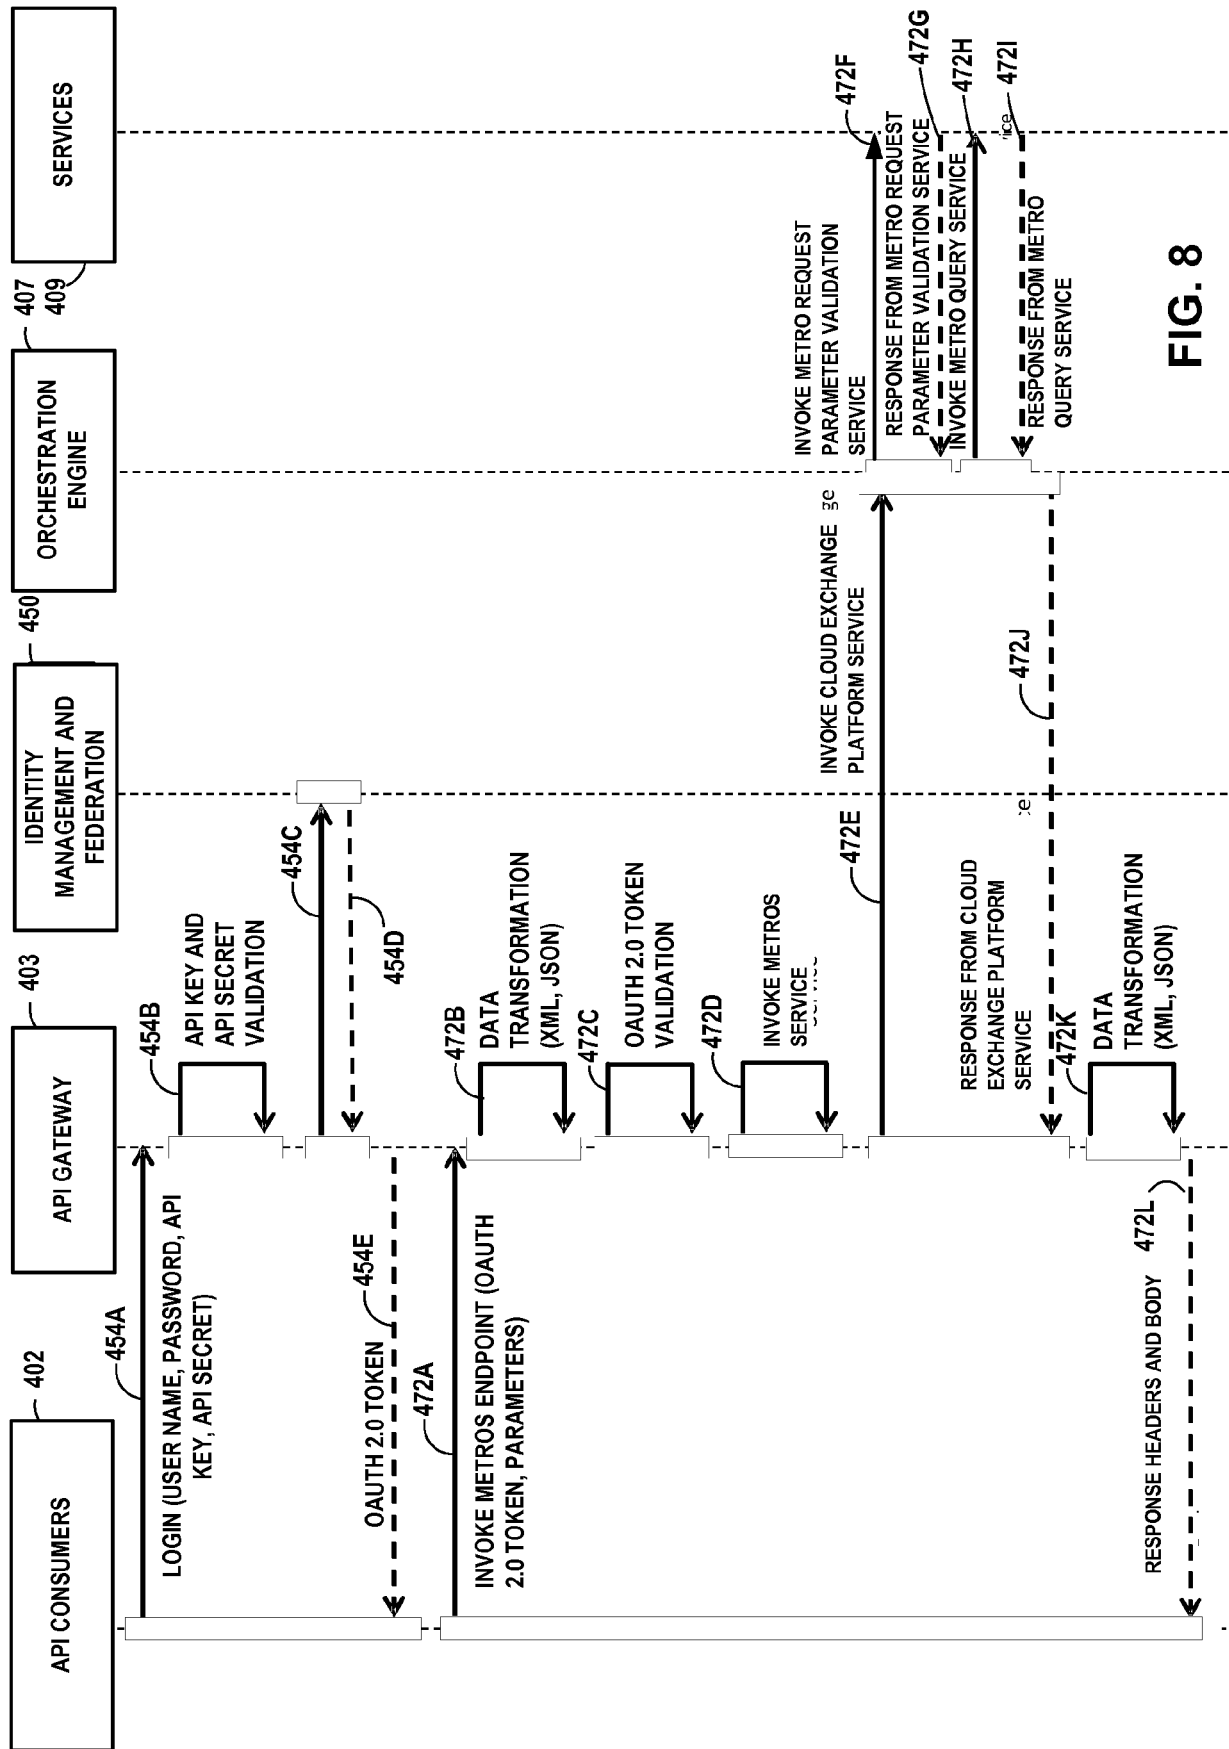 API CONSUMERS
402
API GATEWAY
403
IDENTITY
MANAGEMENT AND
FEDERATION
450
ORCHESTRATION
ENGINE
407
409
SERVICES
454A
LOGIN (USER NAME, PASSWORD, API
KEY, API SECRET)
454B
API KEY AND
API SECRET
VALIDATION
454C
454D
454E
OAUTH 2.0 TOKEN
472A
INVOKE METROS ENDPOINT (OAUTH
2.0 TOKEN, PARAMETERS)
472B
DATA
TRANSFORMATION
(XML, JSON)
472C
OAUTH 2.0 TOKEN
VALIDATION
472D
INVOKE METROS
SERVICE
472E
INVOKE CLOUD EXCHANGE
ge
PLATFORM SERVICE
INVOKE METRO REQUEST
PARAMETER VALIDATION
SERVICE
472F
RESPONSE FROM METRO REQUEST
PARAMETER VALIDATION SERVICE
472G
INVOKE METRO QUERY SERVICE
472H
472I
RESPONSE FROM METRO
QUERY SERVICE
472J
RESPONSE FROM CLOUD
EXCHANGE PLATFORM
SERVICE
472K
DATA
TRANSFORMATION
(XML, JSON)
472L
RESPONSE HEADERS AND BODY
FIG. 8